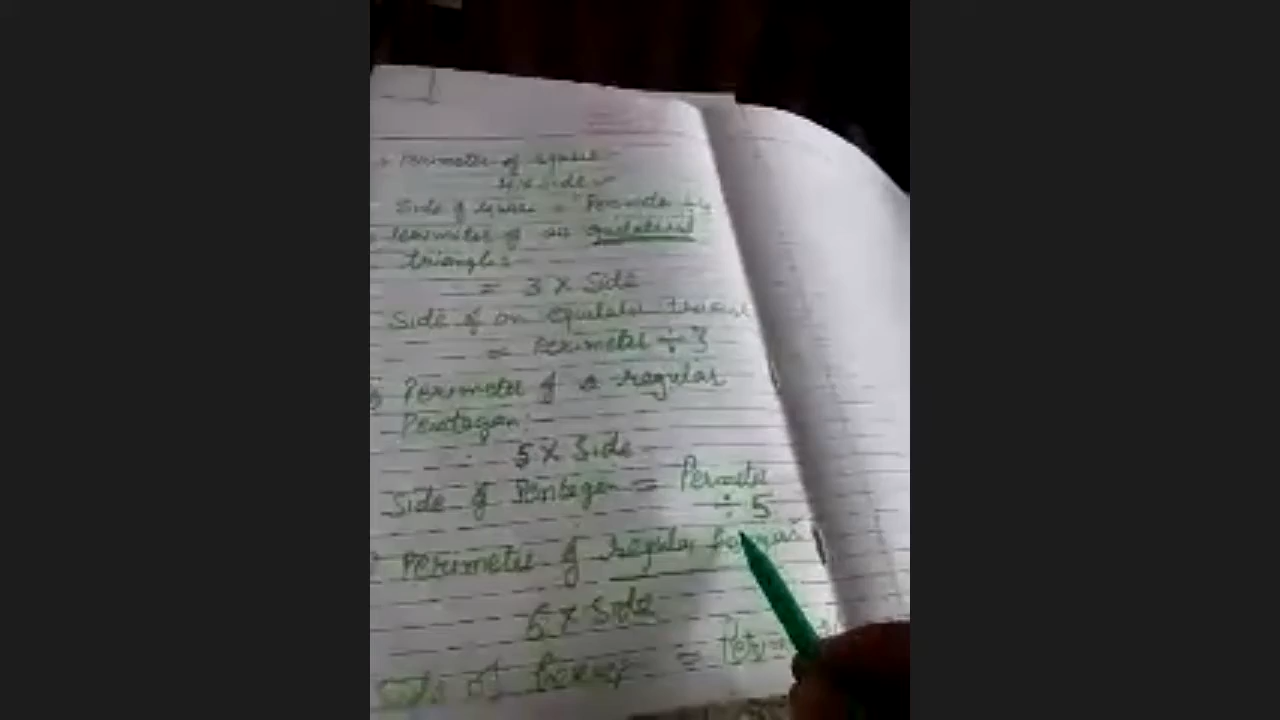 Perimeter of square
4 x side
Side of square = Perimeter ÷ 4
Perimeter of an equilateral
triangle
= 3 X Side
Side of an equilateral
= Perimeter ÷ 3
Perimeter of a regular
Pentagon
5 X Side
Side of Pentagon = Perimeter
÷ 5
Perimeter of regular
6 X Side
of =